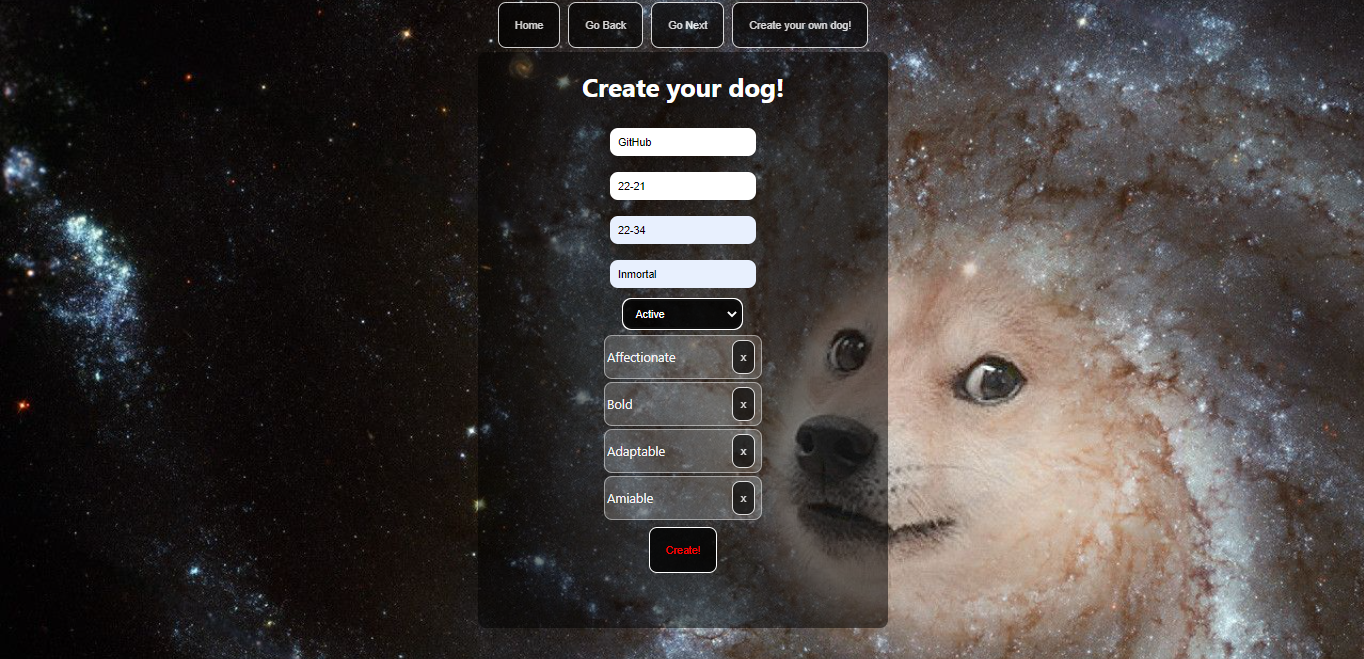 Home Go Back Go Next Create your own dog!
Create your dog!
GitHub
22-21
22-34
Inmortal
Active
Affectionate x
Bold x
Adaptable x
Amiable x
Create!